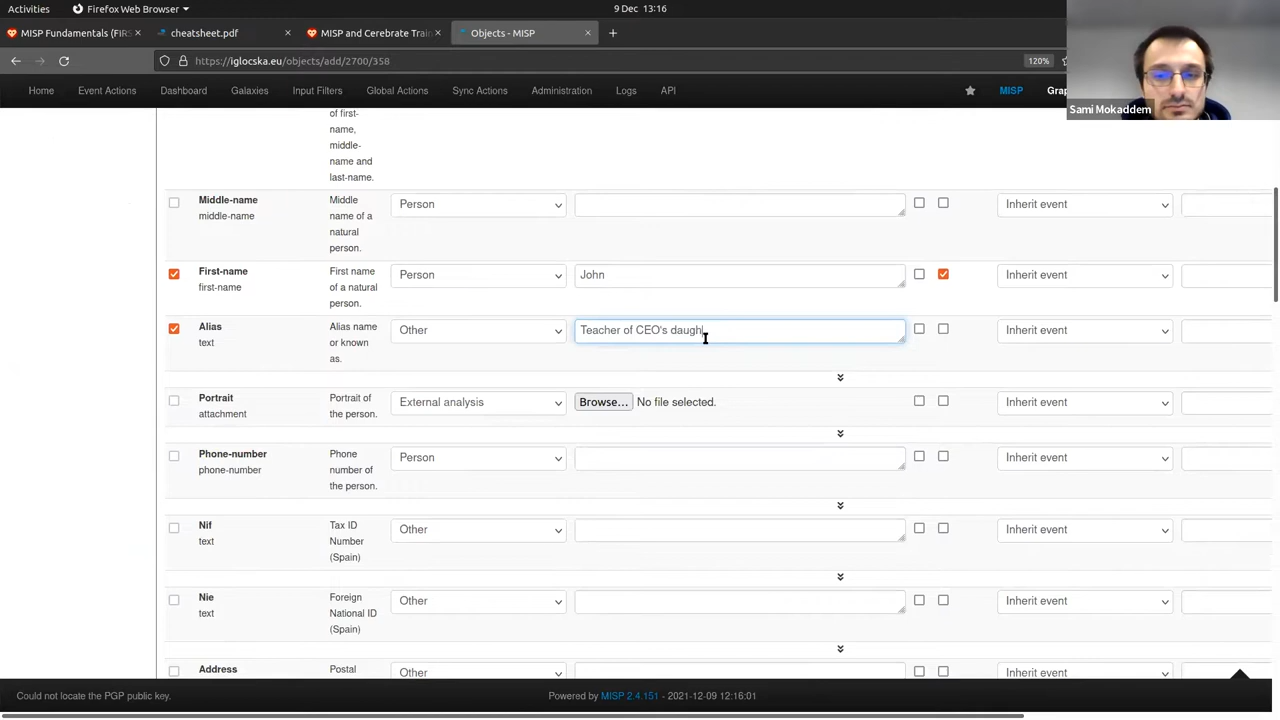 Activities
Firefox Web Browser
9 Dec 13:16
MISP Fundamentals (FIRS
cheatsheet.pdf
MISP and Cerebrate Train
Objects - MISP
https://iglocska.eu/objects/add/2700/358
120%
Home
Event Actions
Dashboard
Galaxies
Input Filters
Global Actions
Sync Actions
Administration
Logs
API
MISP
Sami Mokaddem
of first-
name,
middle-
name and
last-name.
Middle-name
middle-name
Middle
name of a
natural
person.
Person
Inherit event
First-name
first-name
First name
of a natural
person.
Person
John
Inherit event
Alias
text
Alias name
or known
as.
Other
Teacher of CEO's daugh
Inherit event
Portrait
attachment
Portrait of
the person.
External analysis
Browse... No file selected.
Inherit event
Phone-number
phone-number
Phone
number of
the person.
Person
Inherit event
Nif
text
Tax ID
Number
(Spain)
Other
Inherit event
Nie
text
Foreign
National ID
(Spain)
Other
Inherit event
Address
Postal
Other
Inherit event
Could not locate the PGP public key.
Powered by MISP 2.4.151 - 2021-12-09 12:16:01